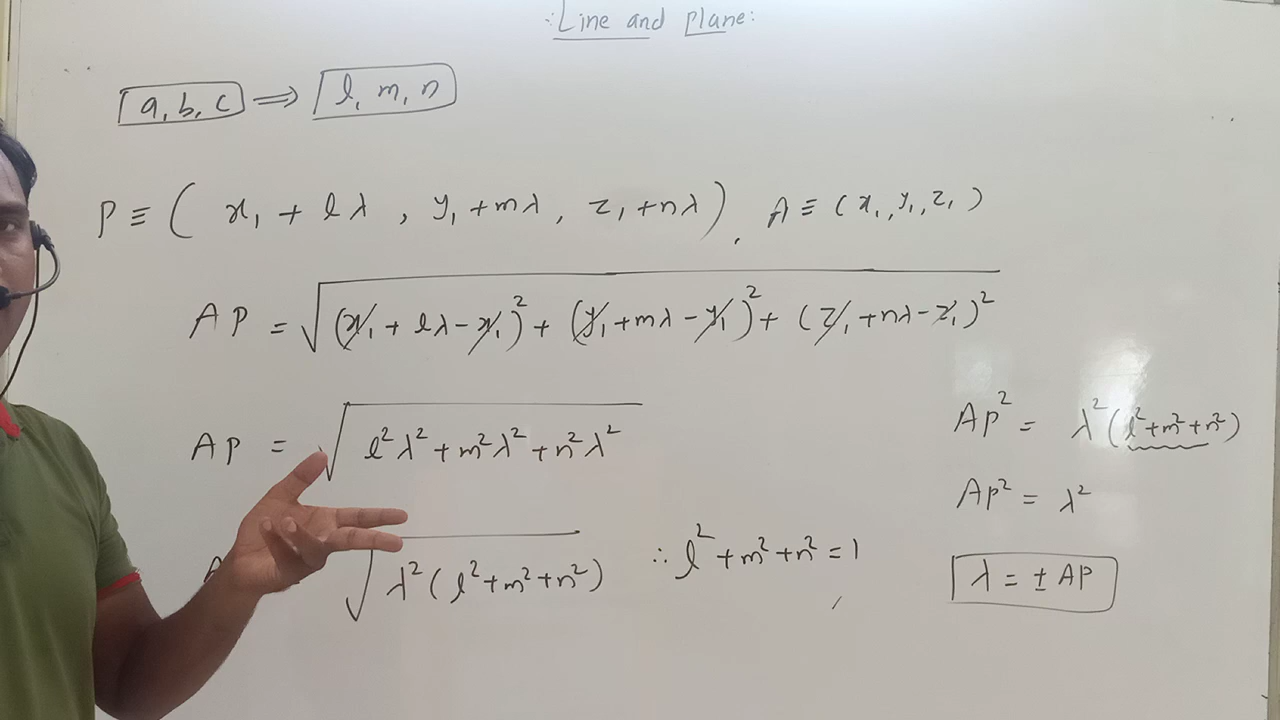 :Line and plane:
a, b, c ⇒ l, m, n
P ≡ ( x₁ + lλ , y₁ + mλ , z₁ + nλ ) , A ≡ ( x₁, y₁, z₁ )
AP = √(x₁ + lλ - x₁)² + (y₁ + mλ - y₁)² + (z₁ + nλ - z₁)²
AP = √l²λ² + m²λ² + n²λ²
√λ² (l² + m² + n²) ∴ l² + m² + n² = 1
AP² = λ² (l² + m² + n²)
AP² = λ²
λ = ± AP